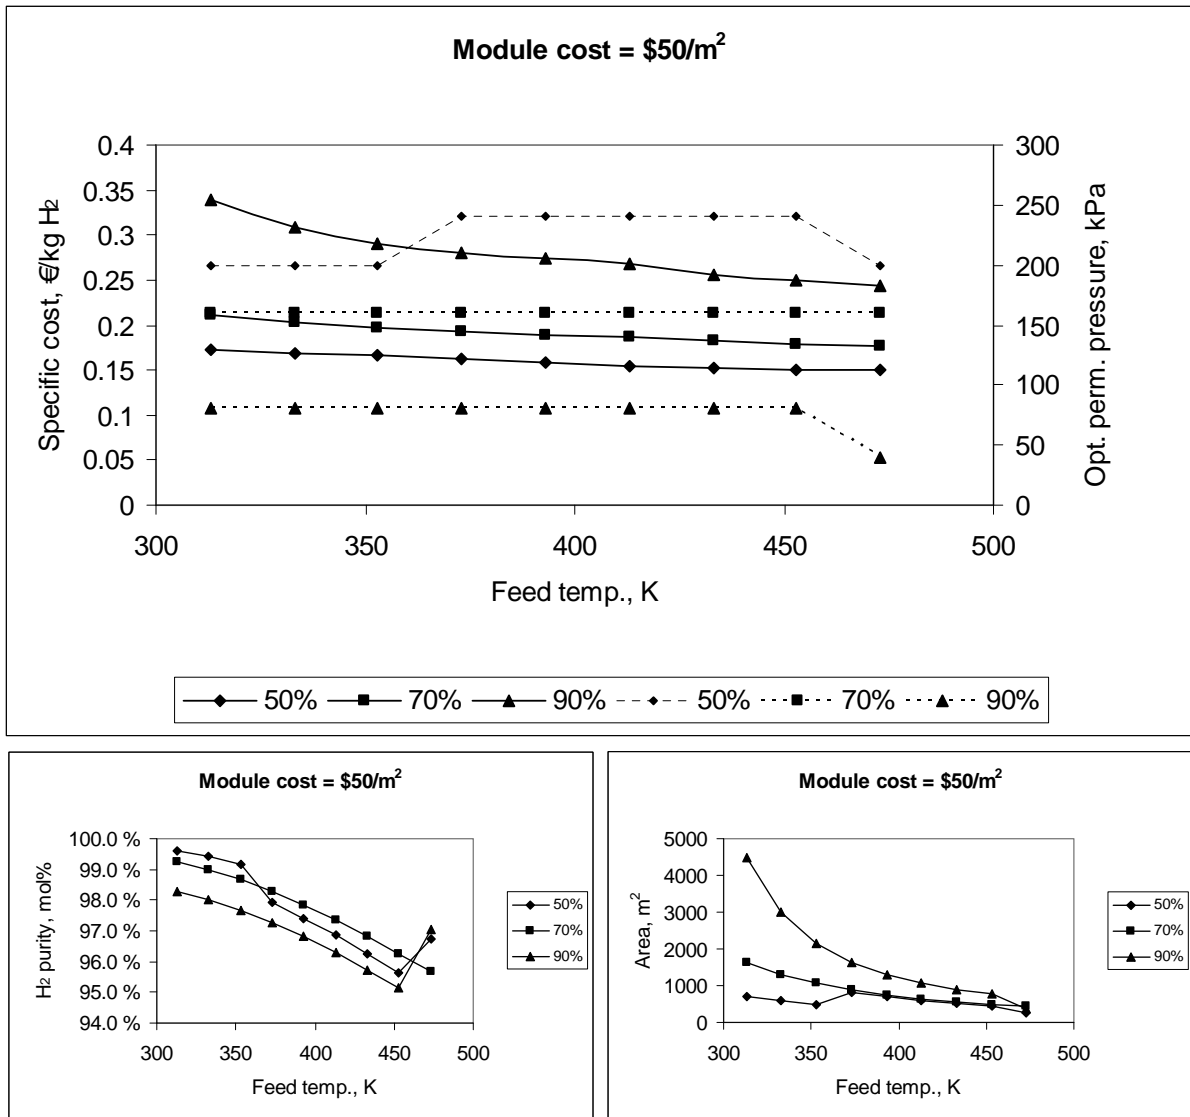 Module cost = $50/m²
Specific cost, €/kg H₂
0.4
0.35
0.3
0.25
0.2
0.15
0.1
0.05
0
300
250
200
150
100
50
0
Opt. perm. pressure, kPa
300 350 400 450 500
Feed temp., K
50% 70% 90% 50% 70% 90%
Module cost = $50/m²
H₂ purity, mol%
100.0 %
99.0 %
98.0 %
97.0 %
96.0 %
95.0 %
94.0 %
300 350 400 450 500
Feed temp., K
50%
70%
90%
Module cost = $50/m²
Area, m²
5000
4000
3000
2000
1000
0
300 350 400 450 500
Feed temp., K
50%
70%
90%